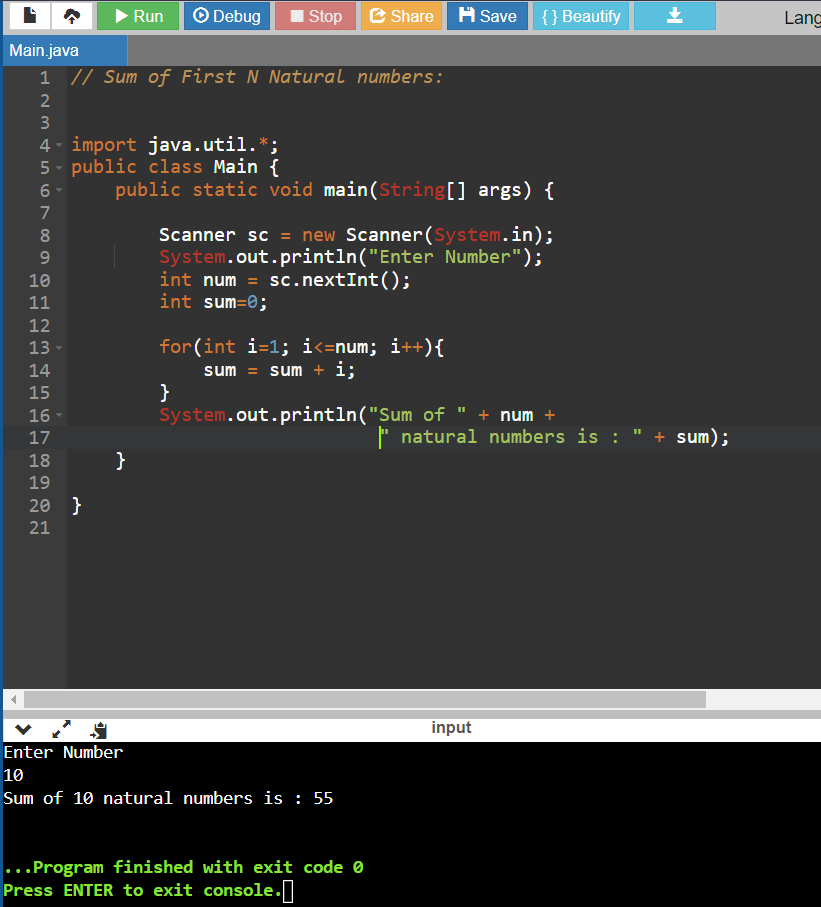 Run Debug Stop Share Save { } Beautify Lang
Main.java
1 // Sum of First N Natural numbers:
2
3
4 import java.util.*;
5 public class Main {
6 public static void main(String[] args) {
7
8 Scanner sc = new Scanner(System.in);
9 System.out.println("Enter Number");
10 int num = sc.nextInt();
11 int sum=0;
12
13 for(int i=1; i<=num; i++){
14 sum = sum + i;
15 }
16 System.out.println("Sum of " + num +
17 " natural numbers is : " + sum);
18 }
19
20 }
21
input
Enter Number
10
Sum of 10 natural numbers is : 55
...Program finished with exit code 0
Press ENTER to exit console.